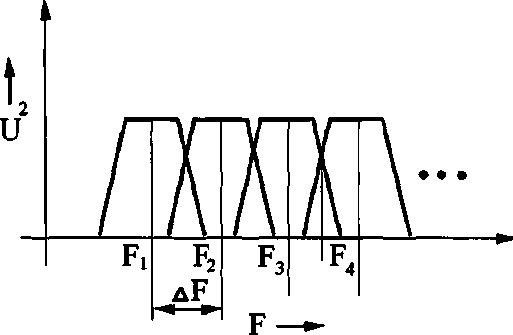 U²
F₁ F₂ F₃ F₄
ΔF
F